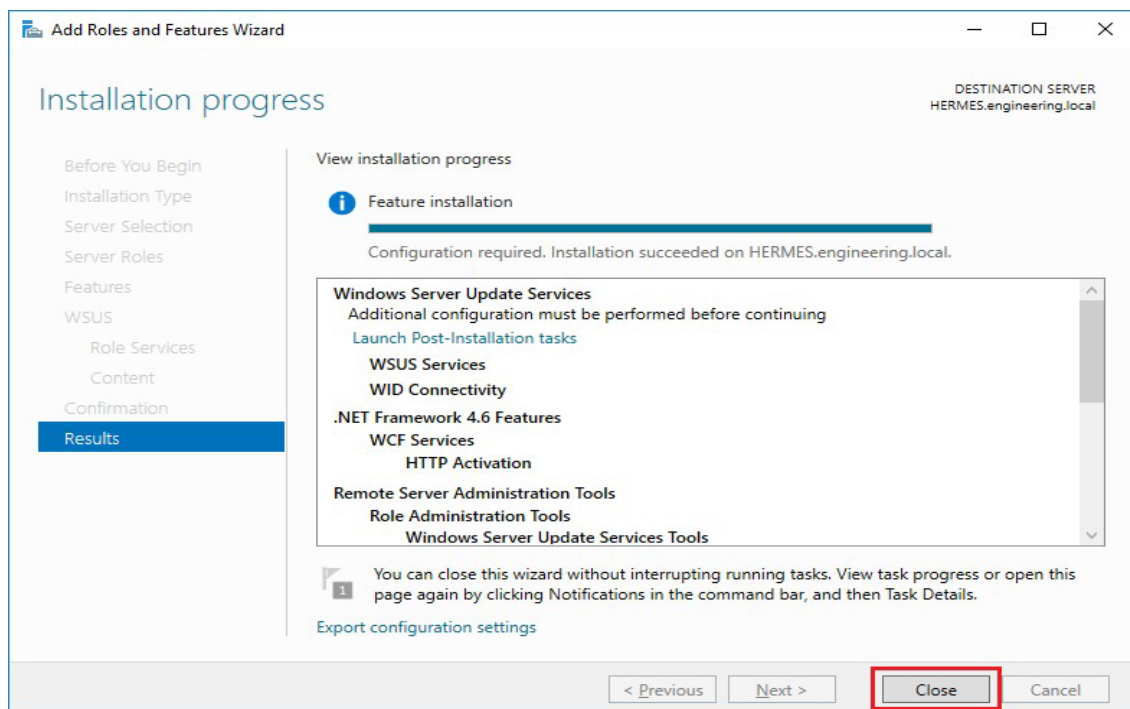 Add Roles and Features Wizard
Installation progress
DESTINATION SERVER
HERMES.engineering.local
Before You Begin
Installation Type
Server Selection
Server Roles
Features
WSUS
Role Services
Content
Confirmation
Results
View installation progress
Feature installation
Configuration required. Installation succeeded on HERMES.engineering.local.
Windows Server Update Services
Additional configuration must be performed before continuing
Launch Post-Installation tasks
WSUS Services
WID Connectivity
.NET Framework 4.6 Features
WCF Services
HTTP Activation
Remote Server Administration Tools
Role Administration Tools
Windows Server Update Services Tools
1
You can close this wizard without interrupting running tasks. View task progress or open this
page again by clicking Notifications in the command bar, and then Task Details.
Export configuration settings
< Previous
Next >
Close
Cancel